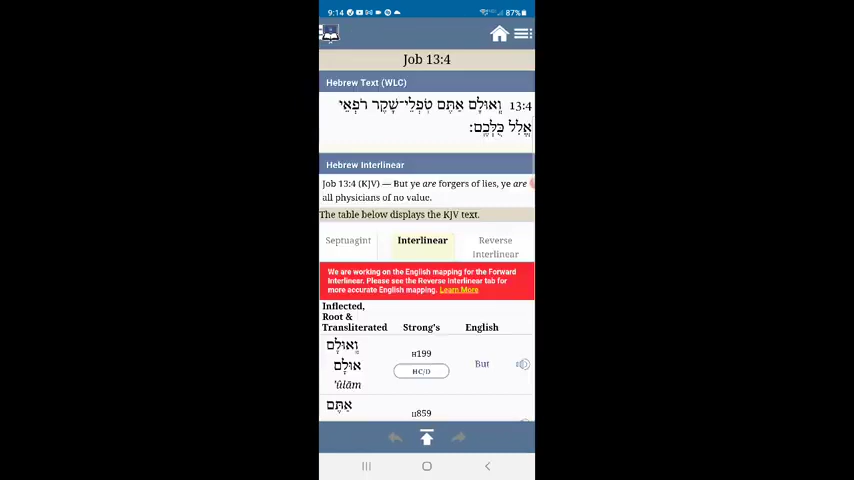 9:14
87%
Job 13:4
Hebrew Text (WLC)
13:4 וְֽאוּלָ֗ם אַתֶּ֥ם טֹֽפְלֵי־שָׁ֑קֶר רֹפְאֵ֖י
אֱלִ֣ל כֻּלְּכֶֽם׃
Hebrew Interlinear
Job 13:4 (KJV) — But ye are forgers of lies, ye are
all physicians of no value.
The table below displays the KJV text.
Septuagint
Interlinear
Reverse
Interlinear
We are working on the English mapping for the Forward
Interlinear. Please see the Reverse Interlinear tab for
more accurate English mapping. Learn More
Inflected,
Root &
Transliterated
Strong's
English
וְֽאוּלָ֗ם
אוּלָם
'ûlām
H199
HC/D
But
אַתֶּ֥ם
H859